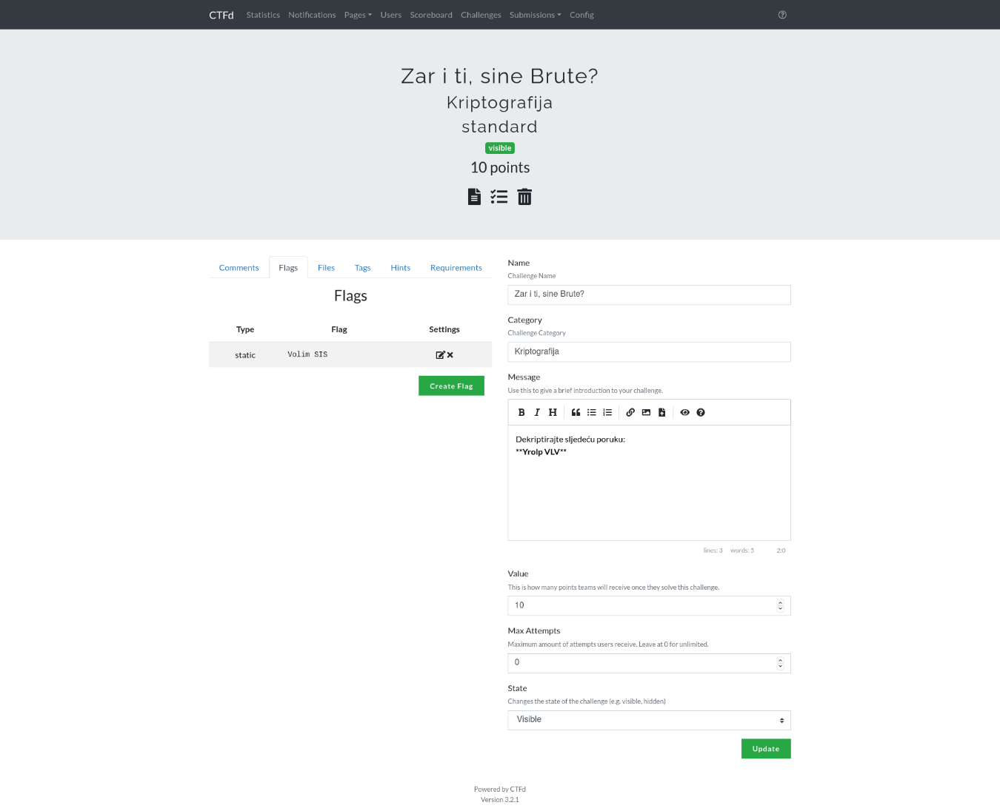 CTFd Statistics Notifications Pages Users Scoreboard Challenges Submissions Config
Zar i ti, sine Brute?
Kriptografija
standard
visible
10 points
Comments Flags Files Tags Hints Requirements
Flags
Type Flag Settings
static Volim SIS
Create Flag
Name
Challenge Name
Zar i ti, sine Brute?
Category
Challenge Category
Kriptografija
Message
Use this to give a brief introduction to your challenge.
B I H
Dekriptirajte sljedeću poruku:
**Yrolp VLV**
lines: 3 words: 5 2:0
Value
This is how many points teams will receive once they solve this challenge.
10
Max Attempts
Maximum amount of attempts users receive. Leave at 0 for unlimited.
0
State
Changes the state of the challenge (e.g. visible, hidden)
Visible
Update
Powered by CTFd
Version 3.2.1